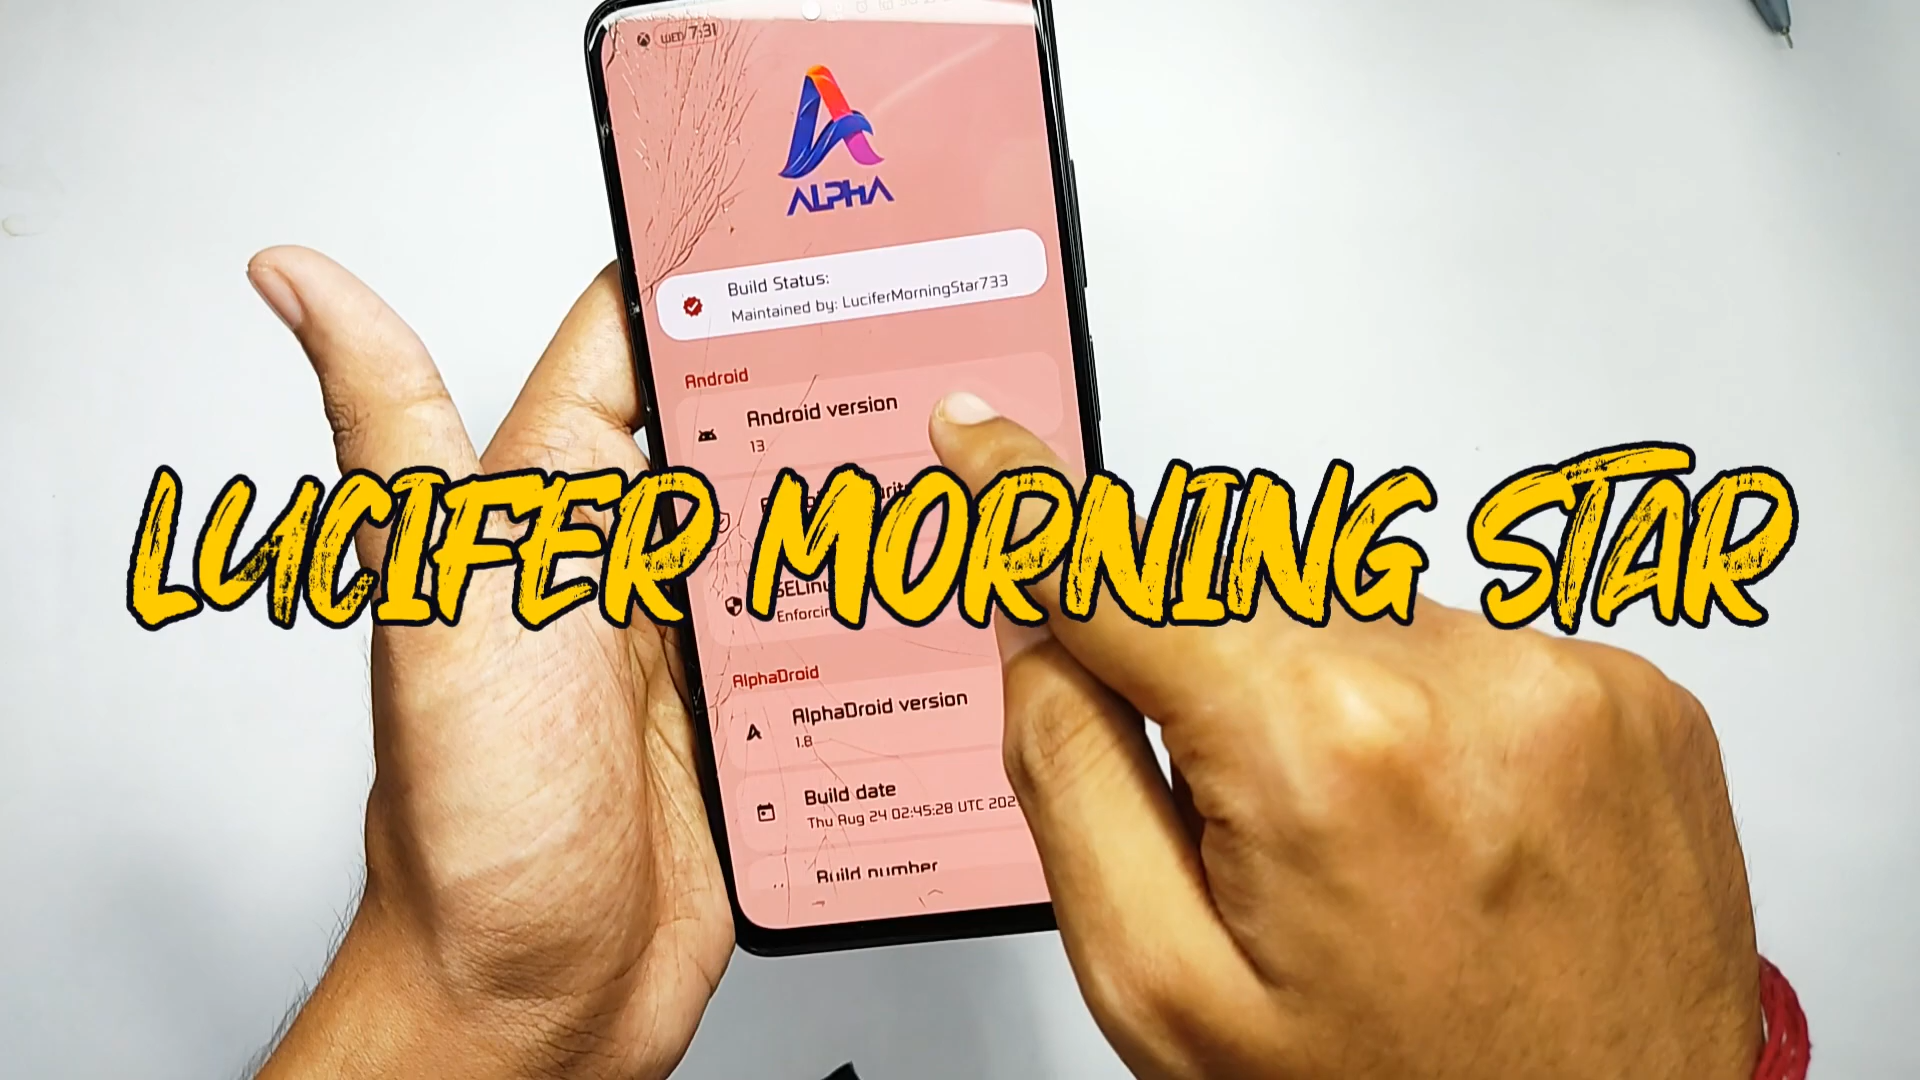 WED 7:31
ALPHA
Build Status:
Maintained by: LuciferMorningStar733
Android
Android version
13
LUCIFER MORNING STAR
Enforcin
AlphaDroid
AlphaDroid version
1.8
Build date
Thu Aug 24 02:45:28 UTC 202
Build number